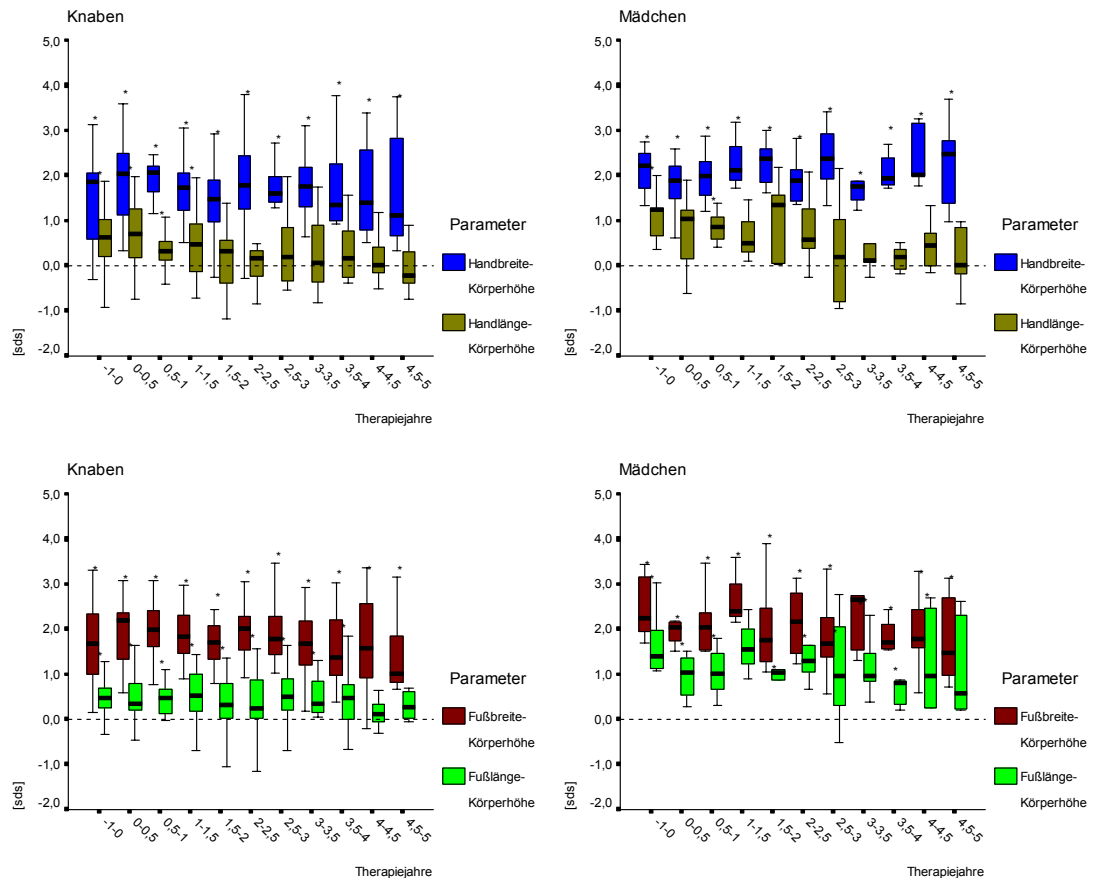 Knaben
5,0
4,0
3,0
2,0
1,0
0,0
-1,0
-2,0
[sds]
-1-0
0-0,5
0,5-1
1-1,5
1,5-2
2-2,5
2,5-3
3-3,5
3,5-4
4-4,5
4,5-5
Therapiejahre
Parameter
Handbreite-
Körperhöhe
Handlänge-
Körperhöhe
Mädchen
5,0
4,0
3,0
2,0
1,0
0,0
-1,0
-2,0
[sds]
-1-0
0-0,5
0,5-1
1-1,5
1,5-2
2-2,5
2,5-3
3-3,5
3,5-4
4-4,5
4,5-5
Therapiejahre
Parameter
Handbreite-
Körperhöhe
Handlänge-
Körperhöhe
Knaben
5,0
4,0
3,0
2,0
1,0
0,0
-1,0
-2,0
[sds]
-1-0
0-0,5
0,5-1
1-1,5
1,5-2
2-2,5
2,5-3
3-3,5
3,5-4
4-4,5
4,5-5
Therapiejahre
Parameter
Fußbreite-
Körperhöhe
Fußlänge-
Körperhöhe
Mädchen
5,0
4,0
3,0
2,0
1,0
0,0
-1,0
-2,0
[sds]
-1-0
0-0,5
0,5-1
1-1,5
1,5-2
2-2,5
2,5-3
3-3,5
3,5-4
4-4,5
4,5-5
Therapiejahre
Parameter
Fußbreite-
Körperhöhe
Fußlänge-
Körperhöhe